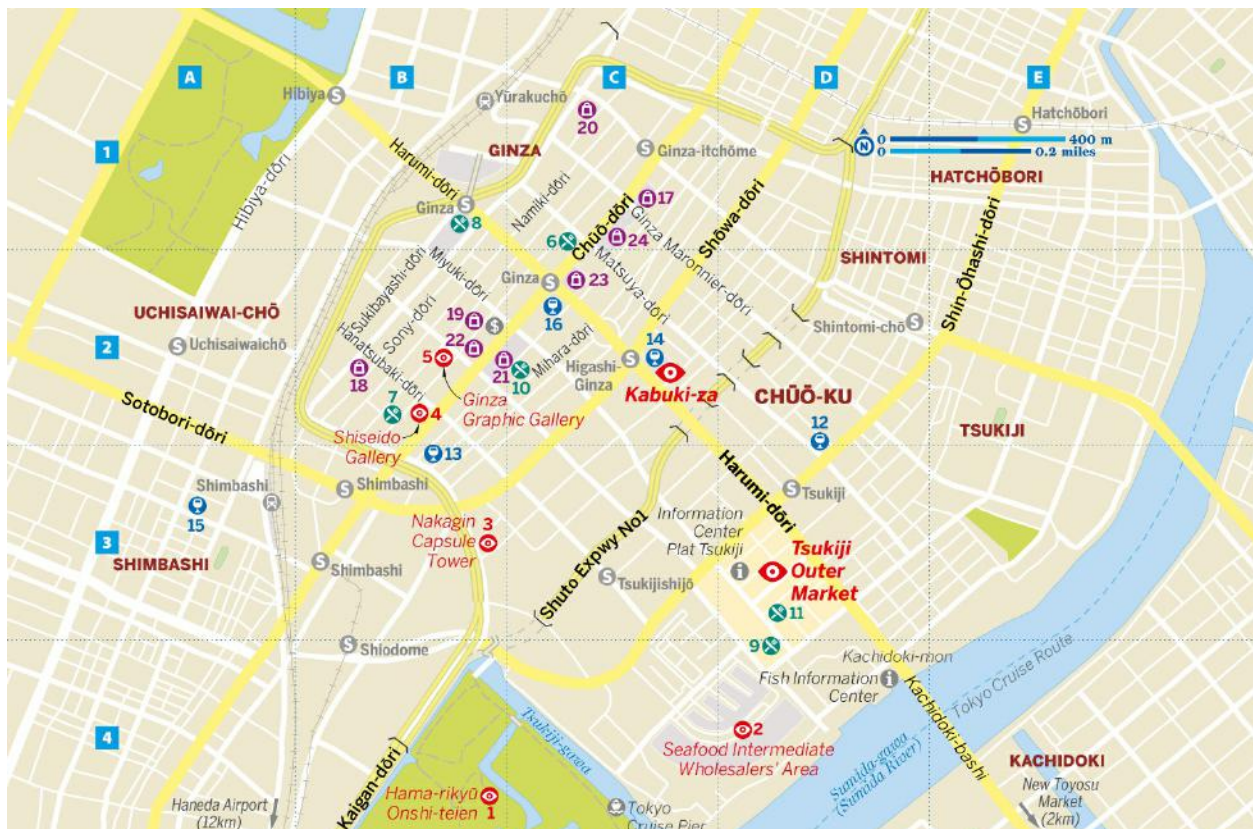 A
B
C
D
E
1
2
3
4
Hibiya
Yūrakuchō
20
Hatchōbori
0 400 m
0 0.2 miles
N
GINZA
Ginza-itchōme
HATCHŌBORI
Harumi-dōri
Hibiya-dōri
Ginza
8
Namiki-dōri
6
Chūō-dōri
17
24
Ginza Maronnier-dōri
Shōwa-dōri
SHINTOMI
Shin-Ōhashi-dōri
Sukibayashi-dōri
Miyuki-dōri
Ginza
23
Matsuya-dōri
UCHISAIWAI-CHŌ
Uchisaiwaichō
Sony-dōri
Hanatsubaki-dōri
19
22
16
Mihara-dōri
14
Shintomi-chō
18
5
21
10
Higashi-
Ginza
Kabuki-za
CHŪŌ-KU
Sotobori-dōri
7
4
Ginza
Graphic Gallery
Shiseido
Gallery
13
12
TSUKIJI
Shimbashi
15
Shimbashi
Harumi-dōri
Tsukiji
SHIMBASHI
Nakagin 3
Capsule
Tower
Information
Center
Plat Tsukiji
Tsukiji
Outer
Market
Shimbashi
Shuto Expwy No1
Tsukijishijō
11
Shiodome
9
Kachidoki-mon
Fish Information
Center
Tokyo Cruise Route
Kachidoki-bashi
Tsukiji-gawa
2
Seafood Intermediate
Wholesalers' Area
Sumida-gawa
(Sumida River)
KACHIDOKI
New Toyosu
Market
(2km)
Kaigan-dōri
Hama-rikyū
Onshi-teien 1
Haneda Airport
(12km)
Tokyo
Cruise Pier